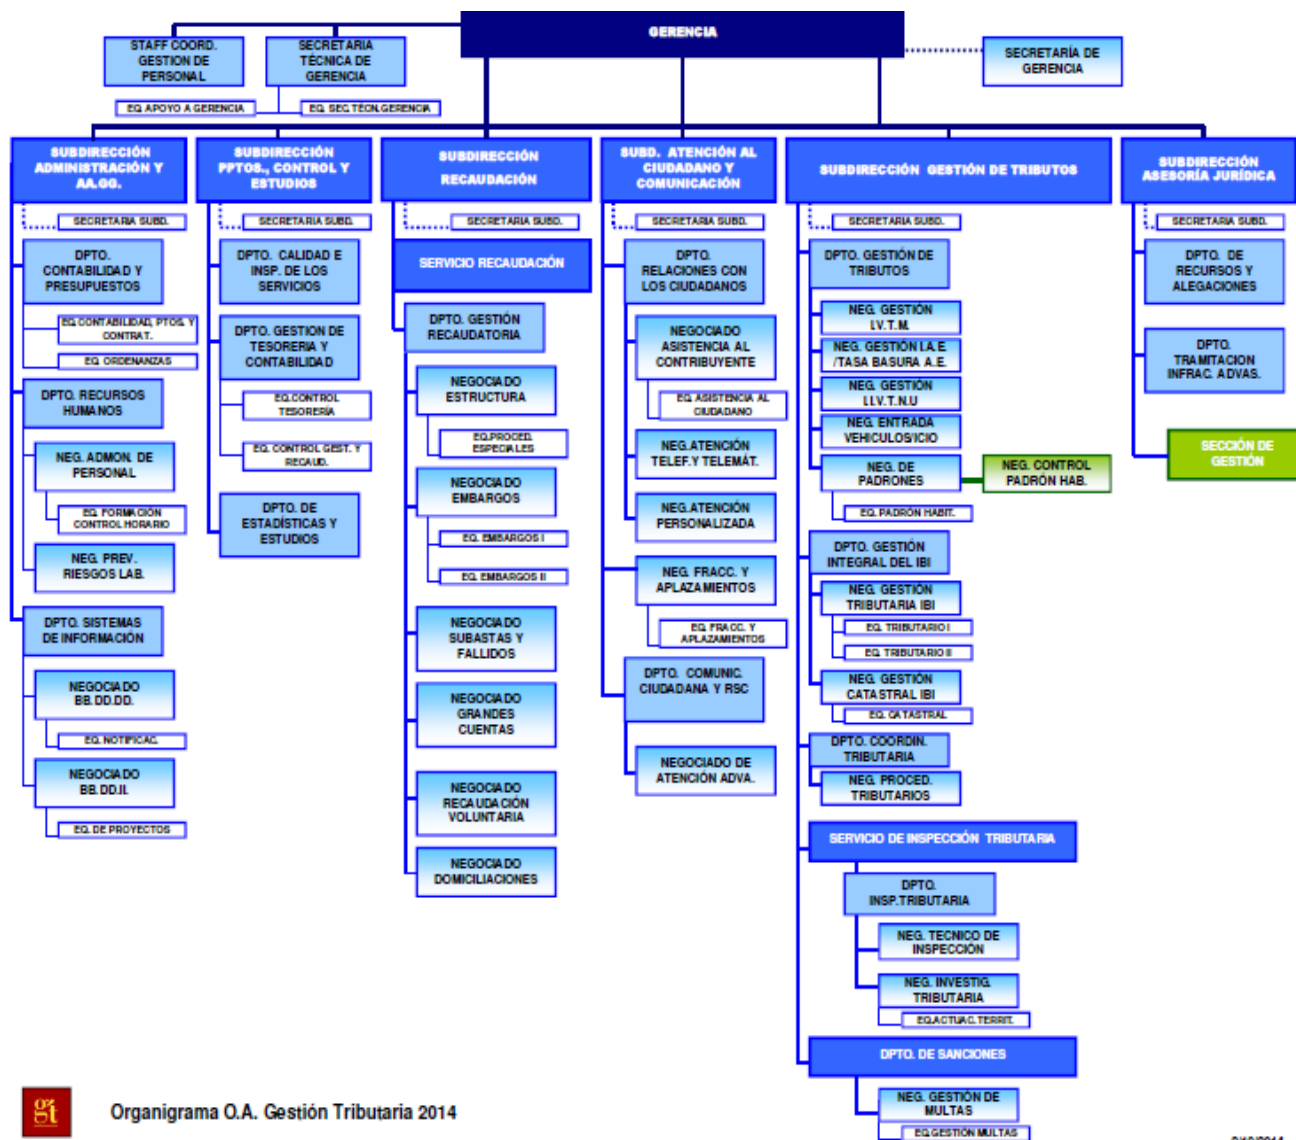 GERENCIA
STAFF COORD.
GESTION DE
PERSONAL
SECRETARIA
TÉCNICA DE
GERENCIA
SECRETARÍA DE
GERENCIA
EQ. APOYO A GERENCIA
EQ. SEC. TÉCN. GERENCIA
SUBDIRECCIÓN
ADMINISTRACIÓN Y
AA.GG.
SECRETARIA SUBD.
DPTO.
CONTABILIDAD Y
PRESUPUESTOS
EQ. CONTABILIDAD, PTOS. Y
CONTRAT.
EQ. ORDENANZAS
DPTO. RECURSOS
HUMANOS
NEG. ADMON. DE
PERSONAL
EQ. FORMACIÓN
CONTROL HORARIO
NEG. PREV.
RIESGOS LAB.
DPTO. SISTEMAS
DE INFORMACIÓN
NEGOCIADO
BB.DD.DD.
EQ. NOTIFICAC.
NEGOCIADO
BB.DD.II.
EQ. DE PROYECTOS
SUBDIRECCIÓN
PPTOS., CONTROL Y
ESTUDIOS
SECRETARIA SUBD.
DPTO. CALIDAD E
INSP. DE LOS
SERVICIOS
DPTO. GESTION DE
TESORERIA Y
CONTABILIDAD
EQ.CONTROL
TESORERÍA
EQ. CONTROL GEST. Y
RECAUD.
DPTO. DE
ESTADÍSTICAS Y
ESTUDIOS
SUBDIRECCIÓN
RECAUDACIÓN
SECRETARIA SUBD.
SERVICIO RECAUDACIÓN
DPTO. GESTIÓN
RECAUDATORIA
NEGOCIADO
ESTRUCTURA
EQ.PROCED.
ESPECIALES
NEGOCIADO
EMBARGOS
EQ. EMBARGOS I
EQ. EMBARGOS II
NEGOCIADO
SUBASTAS Y
FALLIDOS
NEGOCIADO
GRANDES
CUENTAS
NEGOCIADO
RECAUDACIÓN
VOLUNTARIA
NEGOCIADO
DOMICILIACIONES
SUBD. ATENCIÓN AL
CIUDADANO Y
COMUNICACIÓN
SECRETARIA SUBD.
DPTO.
RELACIONES CON
LOS CIUDADANOS
NEGOCIADO
ASISTENCIA AL
CONTRIBUYENTE
EQ. ASISTENCIA AL
CIUDADANO
NEG.ATENCIÓN
TELEF.Y TELEMÁT.
NEG.ATENCIÓN
PERSONALIZADA
NEG. FRACC. Y
APLAZAMIENTOS
EQ. FRACC. Y
APLAZAMIENTOS
DPTO. COMUNIC.
CIUDADANA Y RSC
NEGOCIADO DE
ATENCIÓN ADVA.
SUBDIRECCIÓN GESTIÓN DE TRIBUTOS
SECRETARIA SUBD.
DPTO. GESTIÓN DE
TRIBUTOS
NEG. GESTIÓN
I.V.T.M.
NEG. GESTIÓN I.A.E.
/TASA BASURA A.E.
NEG. GESTIÓN
I.I.V.T.N.U
NEG. ENTRADA
VEHICULOS/ICIO
NEG. DE
PADRONES
NEG. CONTROL
PADRÓN HAB.
EQ. PADRÓN HABIT.
DPTO. GESTIÓN
INTEGRAL DEL IBI
NEG. GESTIÓN
TRIBUTARIA IBI
EQ. TRIBUTARIO I
EQ. TRIBUTARIO II
NEG. GESTIÓN
CATASTRAL IBI
EQ. CATASTRAL
DPTO. COORDIN.
TRIBUTARIA
NEG. PROCED.
TRIBUTARIOS
SERVICIO DE INSPECCIÓN TRIBUTARIA
DPTO.
INSP.TRIBUTARIA
NEG. TECNICO DE
INSPECCIÓN
NEG. INVESTIG.
TRIBUTARIA
EQ.ACTUAC.TERRIT.
DPTO. DE SANCIONES
NEG. GESTIÓN DE
MULTAS
EQ.GESTIÓN MULTAS
SUBDIRECCIÓN
ASESORÍA JURÍDICA
SECRETARIA SUBD.
DPTO. DE
RECURSOS Y
ALEGACIONES
DPTO.
TRAMITACION
INFRAC. ADVAS.
SECCIÓN DE
GESTIÓN
gt
Organigrama O.A. Gestión Tributaria 2014